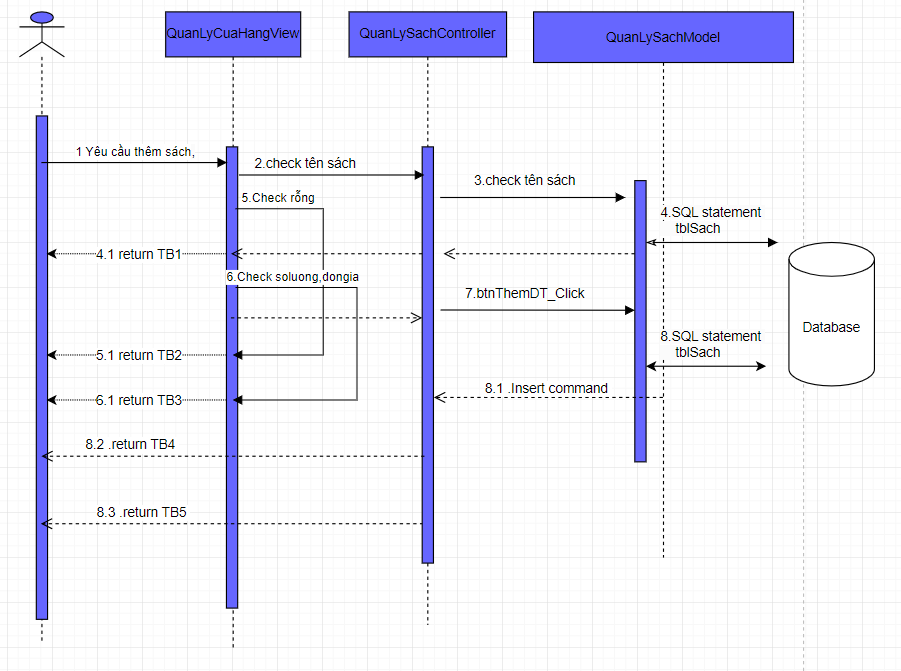 QuanLyCuaHangView
QuanLySachController
QuanLySachModel
1 Yêu cầu thêm sách,
2.check tên sách
3.check tên sách
5.Check rỗng
4.SQL statement
tblSach
4.1 return TB1
6.Check soluong,dongia
7.btnThemDT_Click
Database
8.SQL statement
tblSach
5.1 return TB2
8.1 .Insert command
6.1 return TB3
8.2 .return TB4
8.3 .return TB5